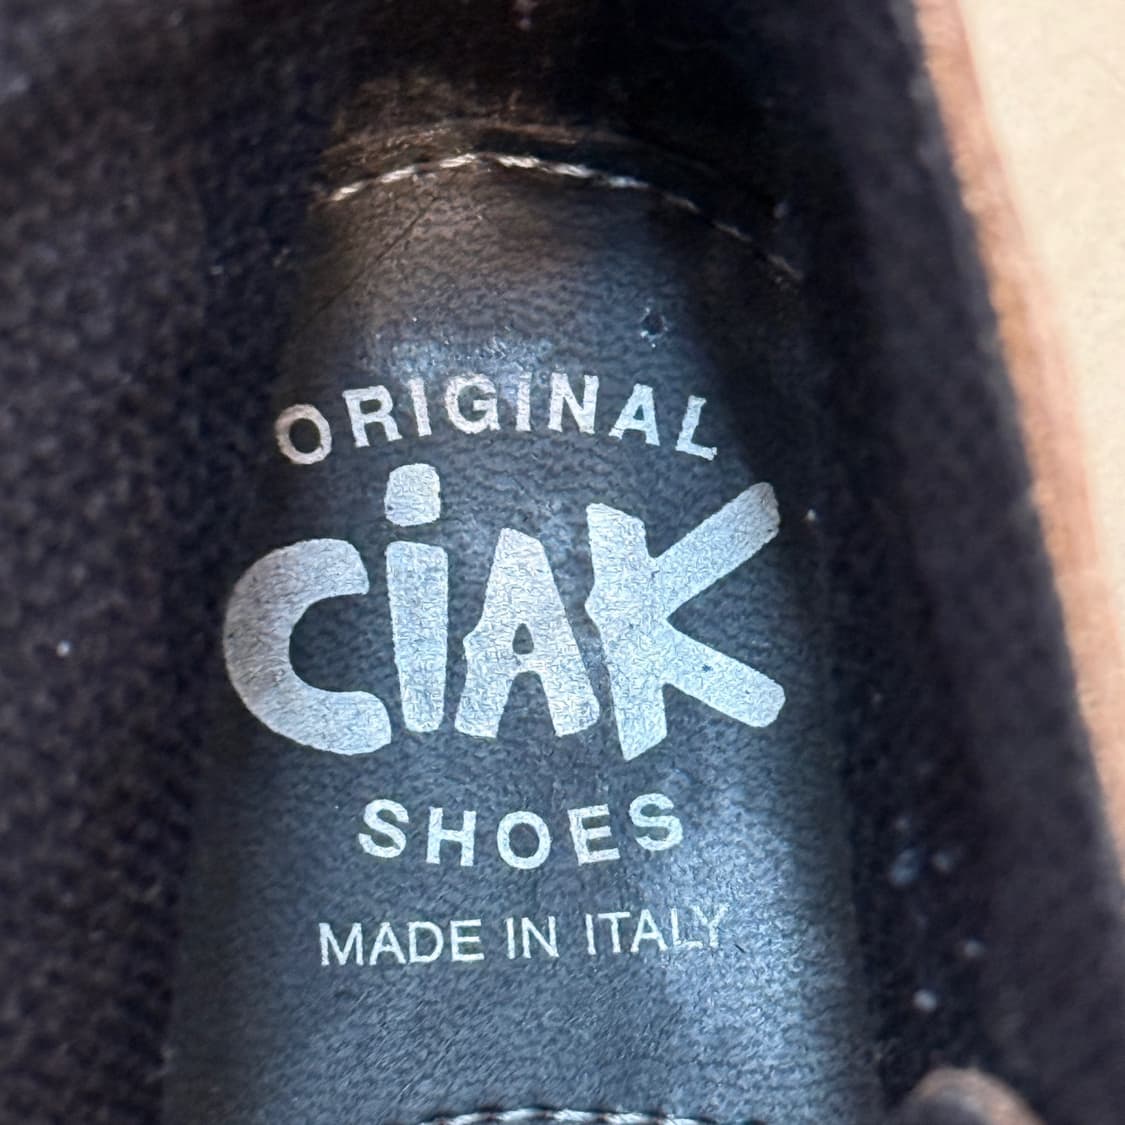 ORIGINAL
CiAK
SHOES
MADE IN ITALY